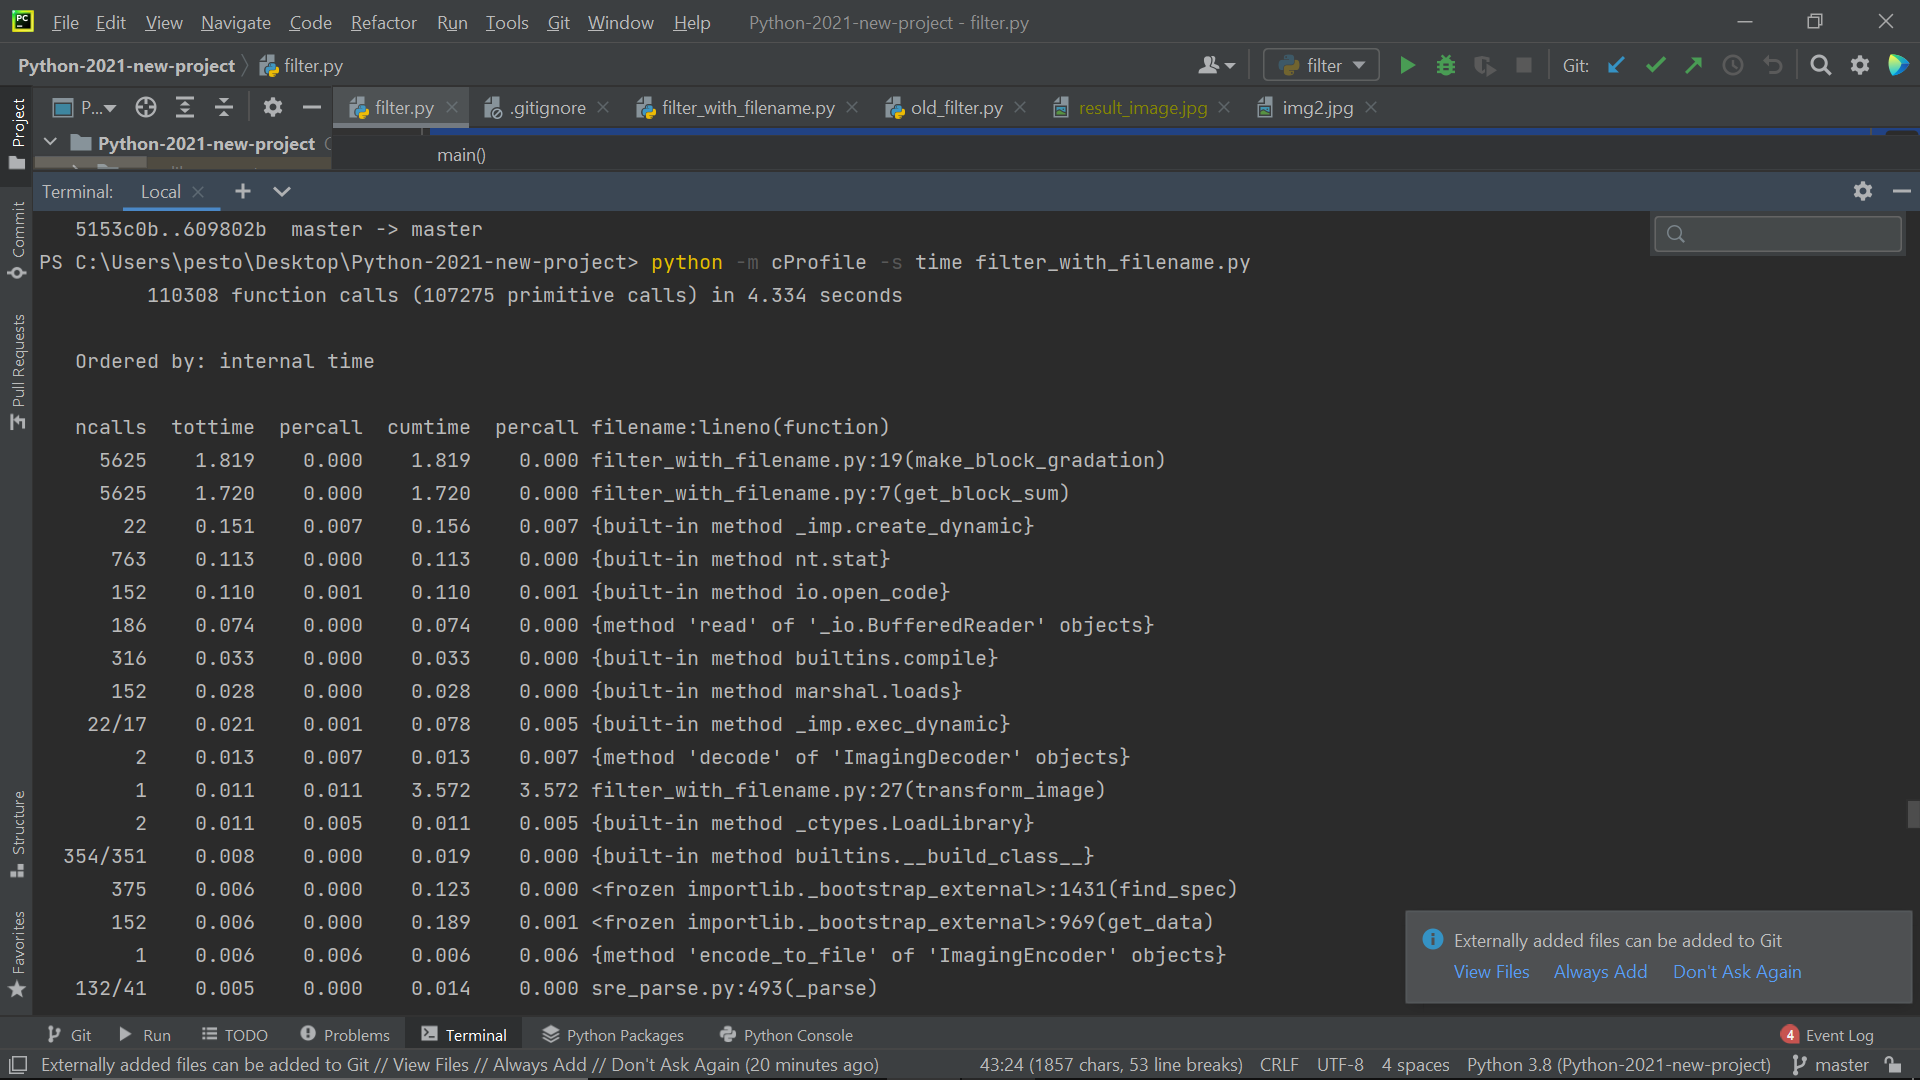 File Edit View Navigate Code Refactor Run Tools Git Window Help Python-2021-new-project - filter.py
Python-2021-new-project filter.py filter Git:
P... filter.py .gitignore filter_with_filename.py old_filter.py result_image.jpg img2.jpg
Python-2021-new-project
main()
Terminal: Local
5153c0b..609802b  master -> master
PS C:\Users\pesto\Desktop\Python-2021-new-project> python -m cProfile -s time filter_with_filename.py
110308 function calls (107275 primitive calls) in 4.334 seconds
Ordered by: internal time
ncalls  tottime  percall  cumtime  percall filename:lineno(function)
5625    1.819    0.000    1.819    0.000 filter_with_filename.py:19(make_block_gradation)
5625    1.720    0.000    1.720    0.000 filter_with_filename.py:7(get_block_sum)
22    0.151    0.007    0.156    0.007 {built-in method _imp.create_dynamic}
763    0.113    0.000    0.113    0.000 {built-in method nt.stat}
152    0.110    0.001    0.110    0.001 {built-in method io.open_code}
186    0.074    0.000    0.074    0.000 {method 'read' of '_io.BufferedReader' objects}
316    0.033    0.000    0.033    0.000 {built-in method builtins.compile}
152    0.028    0.000    0.028    0.000 {built-in method marshal.loads}
22/17    0.021    0.001    0.078    0.005 {built-in method _imp.exec_dynamic}
2    0.013    0.007    0.013    0.007 {method 'decode' of 'ImagingDecoder' objects}
1    0.011    0.011    3.572    3.572 filter_with_filename.py:27(transform_image)
2    0.011    0.005    0.011    0.005 {built-in method _ctypes.LoadLibrary}
354/351    0.008    0.000    0.019    0.000 {built-in method builtins.__build_class__}
375    0.006    0.000    0.123    0.000 <frozen importlib._bootstrap_external>:1431(find_spec)
152    0.006    0.000    0.189    0.001 <frozen importlib._bootstrap_external>:969(get_data)
1    0.006    0.006    0.006    0.006 {method 'encode_to_file' of 'ImagingEncoder' objects}
132/41    0.005    0.000    0.014    0.000 sre_parse.py:493(_parse)
Project
Commit
Pull Requests
Structure
Favorites
Externally added files can be added to Git
View Files Always Add Don't Ask Again
Git Run TODO Problems Terminal Python Packages Python Console 4 Event Log
Externally added files can be added to Git // View Files // Always Add // Don't Ask Again (20 minutes ago) 43:24 (1857 chars, 53 line breaks) CRLF UTF-8 4 spaces Python 3.8 (Python-2021-new-project) master